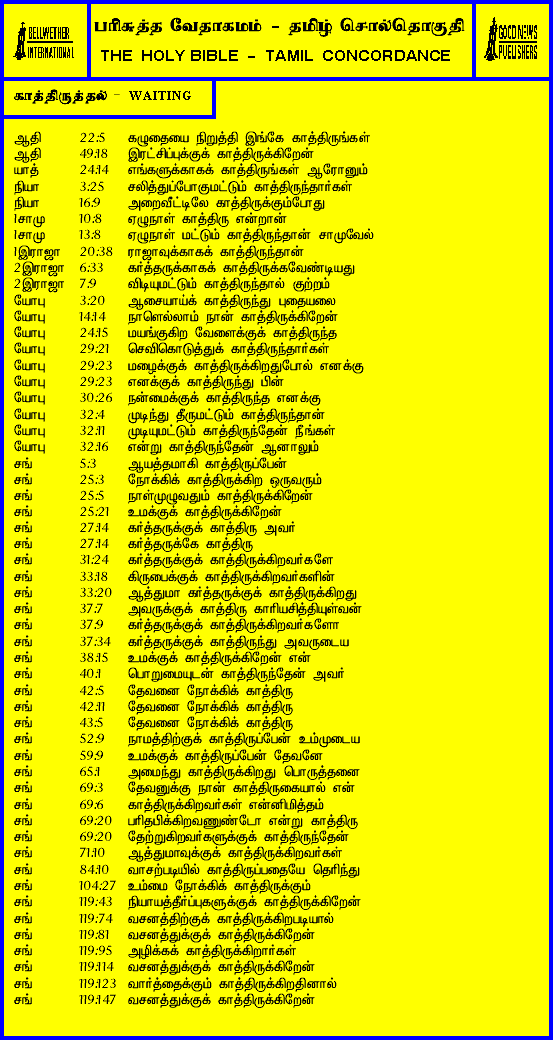 BELLWETHER
INTERNATIONAL
பரிசுத்த வேதாகமம் - தமிழ் சொல்தொகுதி
THE HOLY BIBLE - TAMIL CONCORDANCE
GOOD NEWS
PUBLISHERS
காத்திருத்தல் - WAITING
ஆதி 22:5 கழுதையை நிறுத்தி இங்கே காத்திருங்கள்
ஆதி 49:18 இரட்சிப்புக்குக் காத்திருக்கிறேன்
யாத் 24:14 எங்களுக்காகக் காத்திருங்கள் ஆரோனும்
நியா 3:25 சலித்துப்போகுமட்டும் காத்திருந்தார்கள்
நியா 16:9 அறைவீட்டிலே காத்திருக்கும்போது
1சாமு 10:8 ஏழுநாள் காத்திரு என்றான்
1சாமு 13:8 ஏழுநாள் மட்டும் காத்திருந்தான் சாமுவேல்
1இராஜா 20:38 ராஜாவுக்காகக் காத்திருந்தான்
2இராஜா 6:33 கர்த்தருக்காகக் காத்திருக்கவேண்டியது
2இராஜா 7:9 விடியுமட்டும் காத்திருந்தால் குற்றம்
யோபு 3:20 ஆசையாய்க் காத்திருந்து புதையலை
யோபு 14:14 நாளெல்லாம் நான் காத்திருக்கிறேன்
யோபு 24:15 மயங்குகிற வேளைக்குக் காத்திருந்த
யோபு 29:21 செவிகொடுத்துக் காத்திருந்தார்கள்
யோபு 29:23 மழைக்குக் காத்திருக்கிறதுபோல் எனக்கு
யோபு 29:23 எனக்குக் காத்திருந்து பின்
யோபு 30:26 நன்மைக்குக் காத்திருந்த எனக்கு
யோபு 32:4 முடிந்து தீருமட்டும் காத்திருந்தான்
யோபு 32:11 முடியுமட்டும் காத்திருந்தேன் நீங்கள்
யோபு 32:16 என்று காத்திருந்தேன் ஆனாலும்
சங் 5:3 ஆயத்தமாகி காத்திருப்பேன்
சங் 25:3 நோக்கிக் காத்திருக்கிற ஒருவரும்
சங் 25:5 நாள்முழுவதும் காத்திருக்கிறேன்
சங் 25:21 உமக்குக் காத்திருக்கிறேன்
சங் 27:14 கர்த்தருக்குக் காத்திரு அவர்
சங் 27:14 கர்த்தருக்கே காத்திரு
சங் 31:24 கர்த்தருக்குக் காத்திருக்கிறவர்களே
சங் 33:18 கிருபைக்குக் காத்திருக்கிறவர்களின்
சங் 33:20 ஆத்துமா கர்த்தருக்குக் காத்திருக்கிறது
சங் 37:7 அவருக்குக் காத்திரு காரியசித்தியுள்வன்
சங் 37:9 கர்த்தருக்குக் காத்திருக்கிறவர்களோ
சங் 37:34 கர்த்தருக்குக் காத்திருந்து அவருடைய
சங் 38:15 உமக்குக் காத்திருக்கிறேன் என்
சங் 40:1 பொறுமையுடன் காத்திருந்தேன் அவர்
சங் 42:5 தேவனை நோக்கிக் காத்திரு
சங் 42:11 தேவனை நோக்கிக் காத்திரு
சங் 43:5 தேவனை நோக்கிக் காத்திரு
சங் 52:9 நாமத்திற்குக் காத்திருப்பேன் உம்முடைய
சங் 59:9 உமக்குக் காத்திருப்பேன் தேவனே
சங் 65:1 அமைந்து காத்திருக்கிறது பொருத்தனை
சங் 69:3 தேவனுக்கு நான் காத்திருகையால் என்
சங் 69:6 காத்திருக்கிறவர்கள் என்னிமித்தம்
சங் 69:20 பரிதபிக்கிறவணுண்டோ என்று காத்திரு
சங் 69:20 தேற்றுகிறவர்களுக்குக் காத்திருந்தேன்
சங் 71:10 ஆத்துமாவுக்குக் காத்திருக்கிறவர்கள்
சங் 84:10 வாசற்படியில் காத்திருப்பதையே தெரிந்து
சங் 104:27 உம்மை நோக்கிக் காத்திருக்கும்
சங் 119:43 நியாயத்தீர்ப்புகளுக்குக் காத்திருக்கிறேன்
சங் 119:74 வசனத்திற்குக் காத்திருக்கிறபடியால்
சங் 119:81 வசனத்துக்குக் காத்திருக்கிறேன்
சங் 119:95 அழிக்கக் காத்திருக்கிறார்கள்
சங் 119:114 வசனத்துக்குக் காத்திருக்கிறேன்
சங் 119:123 வார்த்தைக்கும் காத்திருக்கிறதினால்
சங் 119:147 வசனத்துக்குக் காத்திருக்கிறேன்